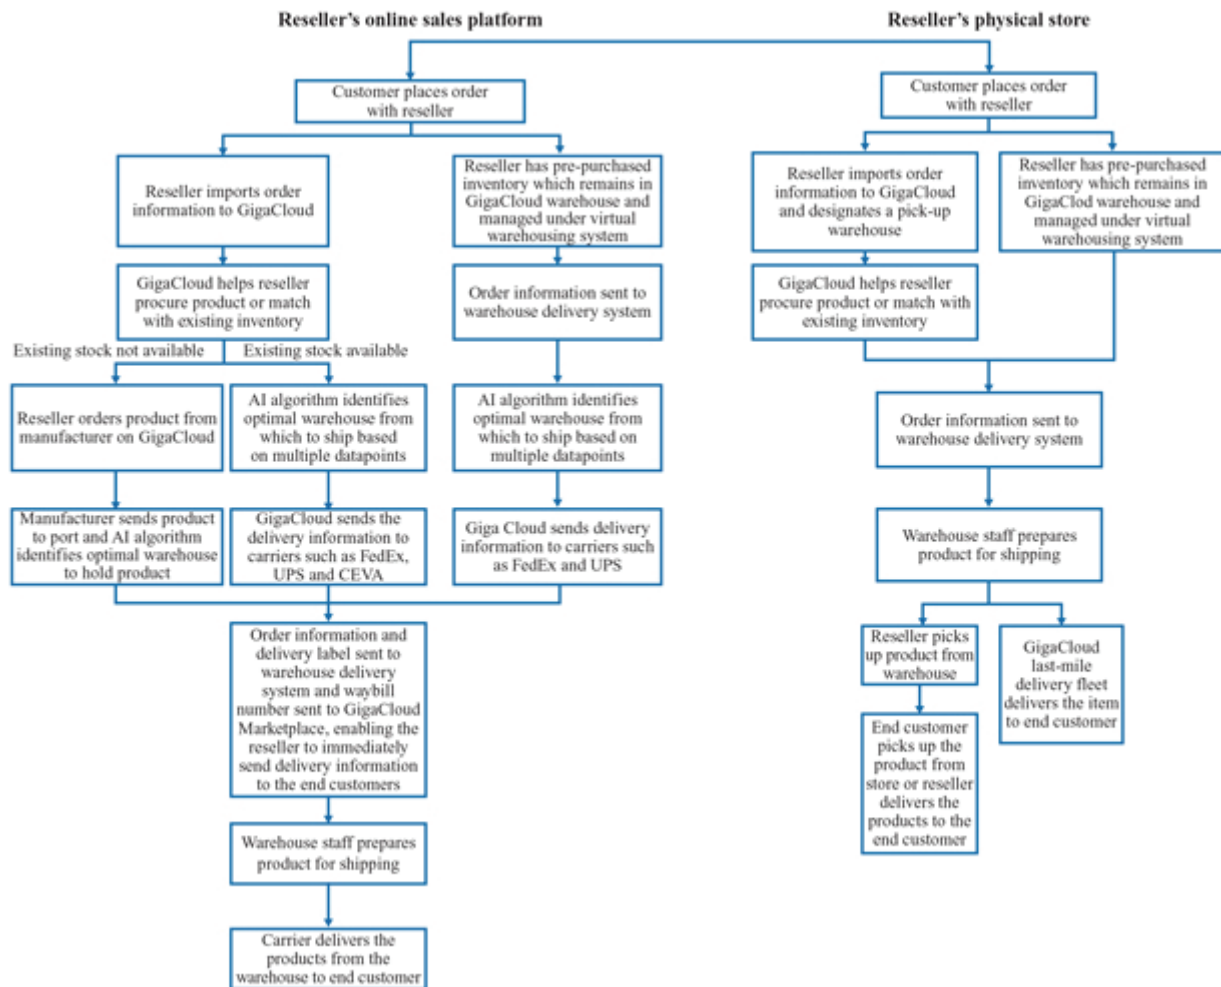 Reseller's online sales platform
Reseller's physical store
Customer places order
with reseller
Customer places order
with reseller
Reseller imports order
information to GigaCloud
Reseller has pre-purchased
inventory which remains in
GigaCloud warehouse and
managed under virtual
warehousing system
Reseller imports order
information to GigaCloud
and designates a pick-up
warehouse
Reseller has pre-purchased
inventory which remains in
GigaClod warehouse and
managed under virtual
warehousing system
GigaCloud helps reseller
procure product or match
with existing inventory
Order information sent to
warehouse delivery system
GigaCloud helps reseller
procure product or match
with existing inventory
Existing stock not available
Existing stock available
Reseller orders product from
manufacturer on GigaCloud
AI algorithm identifies
optimal warehouse from
which to ship based
on multiple datapoints
AI algorithm identifies
optimal warehouse from
which to ship based on
multiple datapoints
Order information sent to
warehouse delivery system
Manufacturer sends product
to port and AI algorithm
identifies optimal warehouse
to hold product
GigaCloud sends the
delivery information to
carriers such as FedEx,
UPS and CEVA
Giga Cloud sends delivery
information to carriers such
as FedEx and UPS
Warehouse staff prepares
product for shipping
Order information and
delivery label sent to
warehouse delivery
system and waybill
number sent to GigaCloud
Marketplace, enabling the
reseller to immediately
send delivery information
to the end customers
Reseller picks
up product from
warehouse
GigaCloud
last-mile
delivery fleet
delivers the item
to end customer
End customer
picks up the
product from
store or reseller
delivers the
products to the
end customer
Warehouse staff prepares
product for shipping
Carrier delivers the
products from the
warehouse to end customer